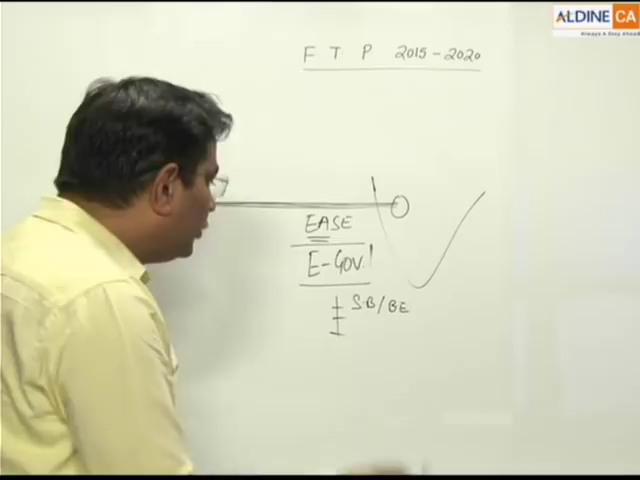 ALDINE CA
Always A Step Ahead
F T P 2015-2020
EASE
E-Gov.
SB/BE